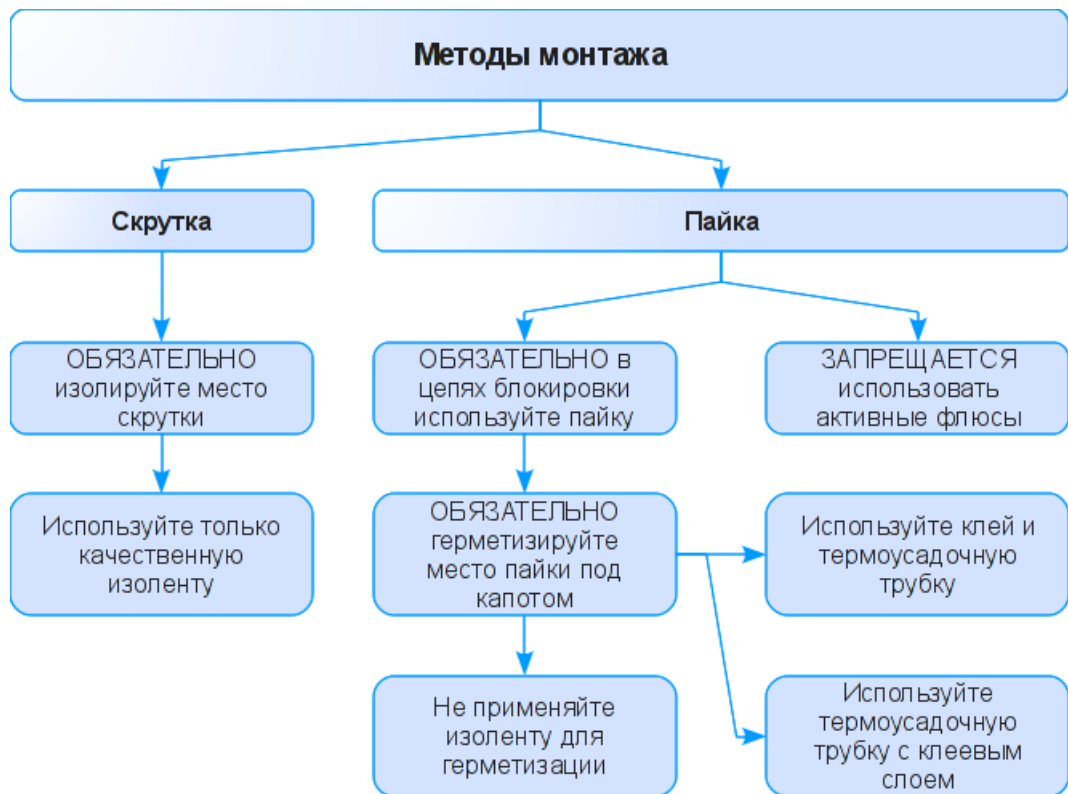 Методы монтажа
Скрутка
Пайка
ОБЯЗАТЕЛЬНО
изолируйте место
скрутки
ОБЯЗАТЕЛЬНО в
цепях блокировки
используйте пайку
ЗАПРЕЩАЕТСЯ
использовать
активные флюсы
Используйте только
качественную
изоленту
ОБЯЗАТЕЛЬНО
герметизируйте
место пайки под
капотом
Используйте клей и
термоусадочную
трубку
Не применяйте
изоленту для
герметизации
Используйте
термоусадочную
трубку с клеевым
слоем